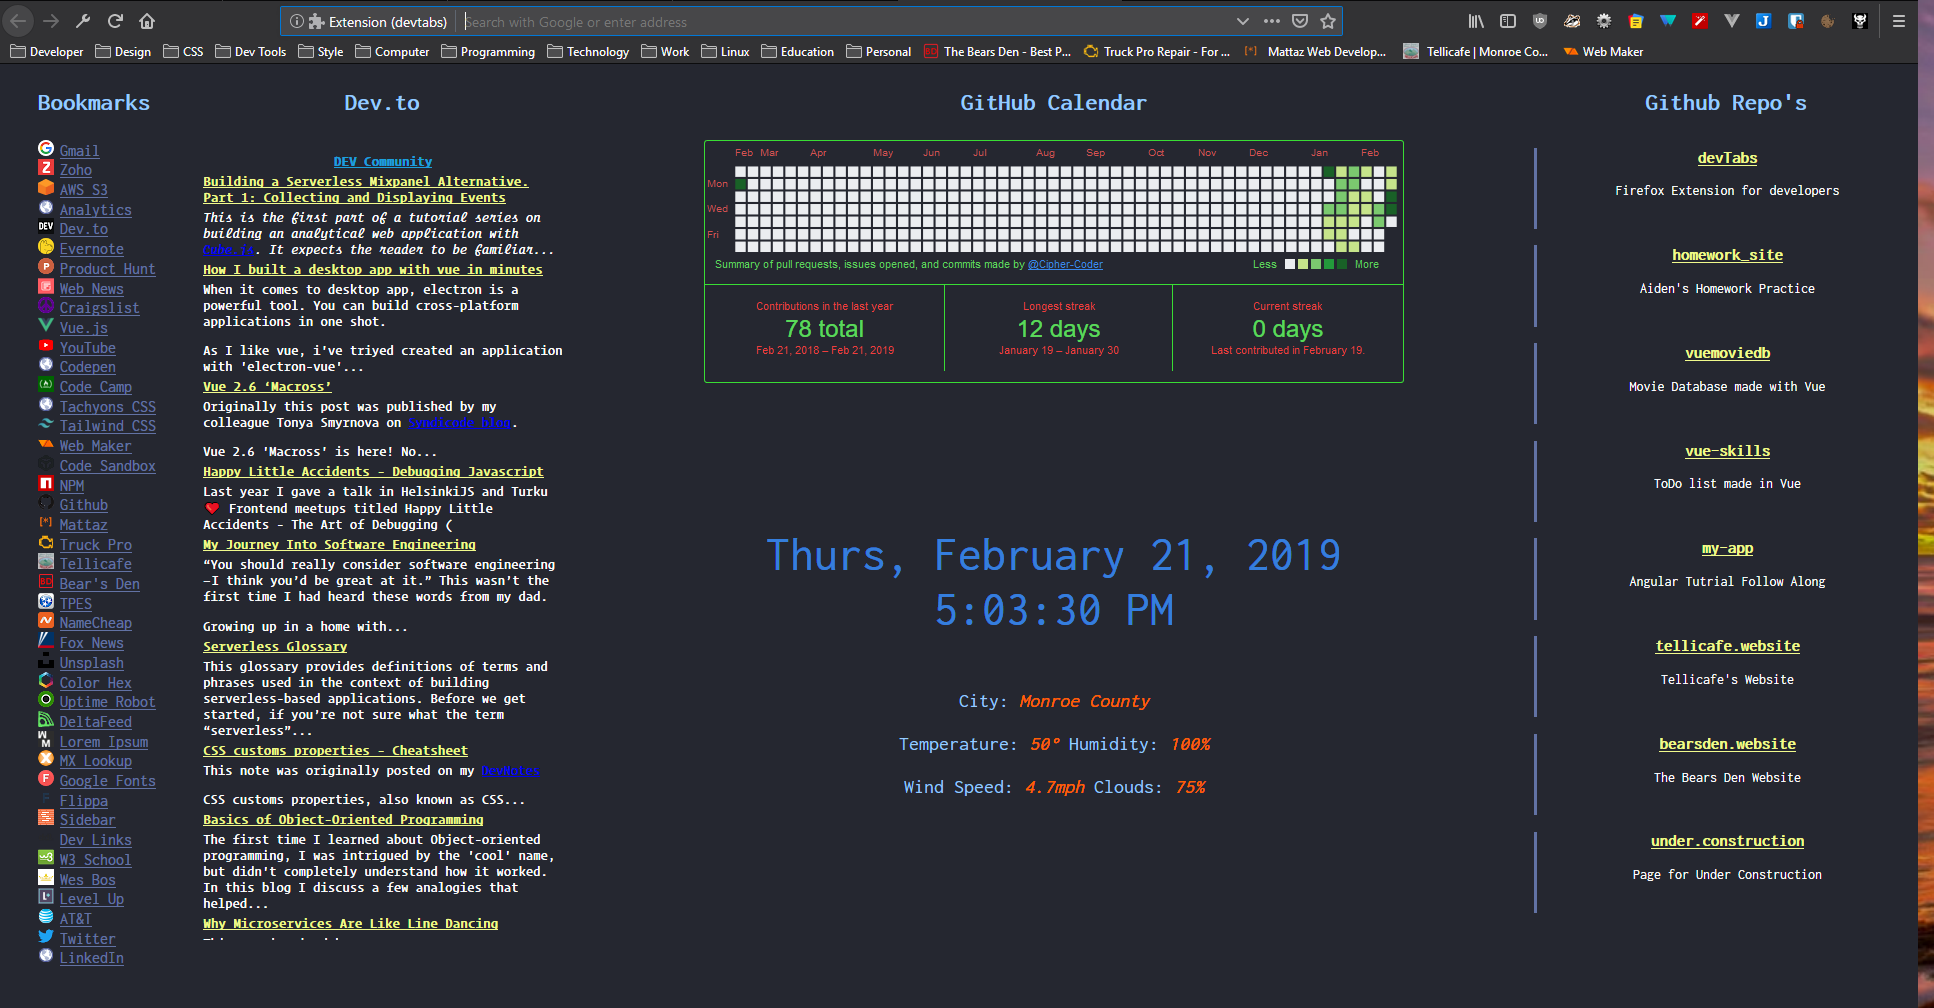 Extension (devtabs)
Search with Google or enter address
Developer
Design
CSS
Dev Tools
Style
Computer
Programming
Technology
Work
Linux
Education
Personal
The Bears Den - Best P...
Truck Pro Repair - For ...
Mattaz Web Develop...
Tellicafe | Monroe Co...
Web Maker
Bookmarks
Gmail
Zoho
AWS S3
Analytics
Dev.to
Evernote
Product Hunt
Web News
Craigslist
Vue.js
YouTube
Codepen
Code Camp
Tachyons CSS
Tailwind CSS
Web Maker
Code Sandbox
NPM
Github
Mattaz
Truck Pro
Tellicafe
Bear's Den
TPES
NameCheap
Fox News
Unsplash
Color Hex
Uptime Robot
DeltaFeed
Lorem Ipsum
MX Lookup
Google Fonts
Flippa
Sidebar
Dev Links
W3 School
Wes Bos
Level Up
AT&T
Twitter
LinkedIn
Dev.to
DEV Community
Building a Serverless Mixpanel Alternative.
Part 1: Collecting and Displaying Events
This is the first part of a tutorial series on
building an analytical web application with
Cube.js. It expects the reader to be familiar...
How I built a desktop app with vue in minutes
When it comes to desktop app, electron is a
powerful tool. You can build cross-platform
applications in one shot.
As I like vue, i've triyed created an application
with 'electron-vue'...
Vue 2.6 ‘Macross’
Originally this post was published by my
colleague Tonya Smyrnova on Syndicode blog.
Vue 2.6 'Macross' is here! No...
Happy Little Accidents - Debugging Javascript
Last year I gave a talk in HelsinkiJS and Turku
❤️ Frontend meetups titled Happy Little
Accidents - The Art of Debugging (
My Journey Into Software Engineering
“You should really consider software engineering
—I think you’d be great at it.” This wasn’t the
first time I had heard these words from my dad.
Growing up in a home with...
Serverless Glossary
This glossary provides definitions of terms and
phrases used in the context of building
serverless-based applications. Before we get
started, if you’re not sure what the term
“serverless”...
CSS customs properties - Cheatsheet
This note was originally posted on my DevNotes
CSS customs properties, also known as CSS...
Basics of Object-Oriented Programming
The first time I learned about Object-oriented
programming, I was intrigued by the 'cool' name,
but didn't completely understand how it worked.
In this blog I discuss a few analogies that
helped...
Why Microservices Are Like Line Dancing
GitHub Calendar
Feb Mar Apr May Jun Jul Aug Sep Oct Nov Dec Jan Feb
Mon
Wed
Fri
Summary of pull requests, issues opened, and commits made by @Cipher-Coder
Less More
Contributions in the last year
78 total
Feb 21, 2018 – Feb 21, 2019
Longest streak
12 days
January 19 – January 30
Current streak
0 days
Last contributed in February 19.
Thurs, February 21, 2019
5:03:30 PM
City: Monroe County
Temperature: 50° Humidity: 100%
Wind Speed: 4.7mph Clouds: 75%
Github Repo's
devTabs
Firefox Extension for developers
homework_site
Aiden's Homework Practice
vuemoviedb
Movie Database made with Vue
vue-skills
ToDo list made in Vue
my-app
Angular Tutrial Follow Along
tellicafe.website
Tellicafe's Website
bearsden.website
The Bears Den Website
under.construction
Page for Under Construction